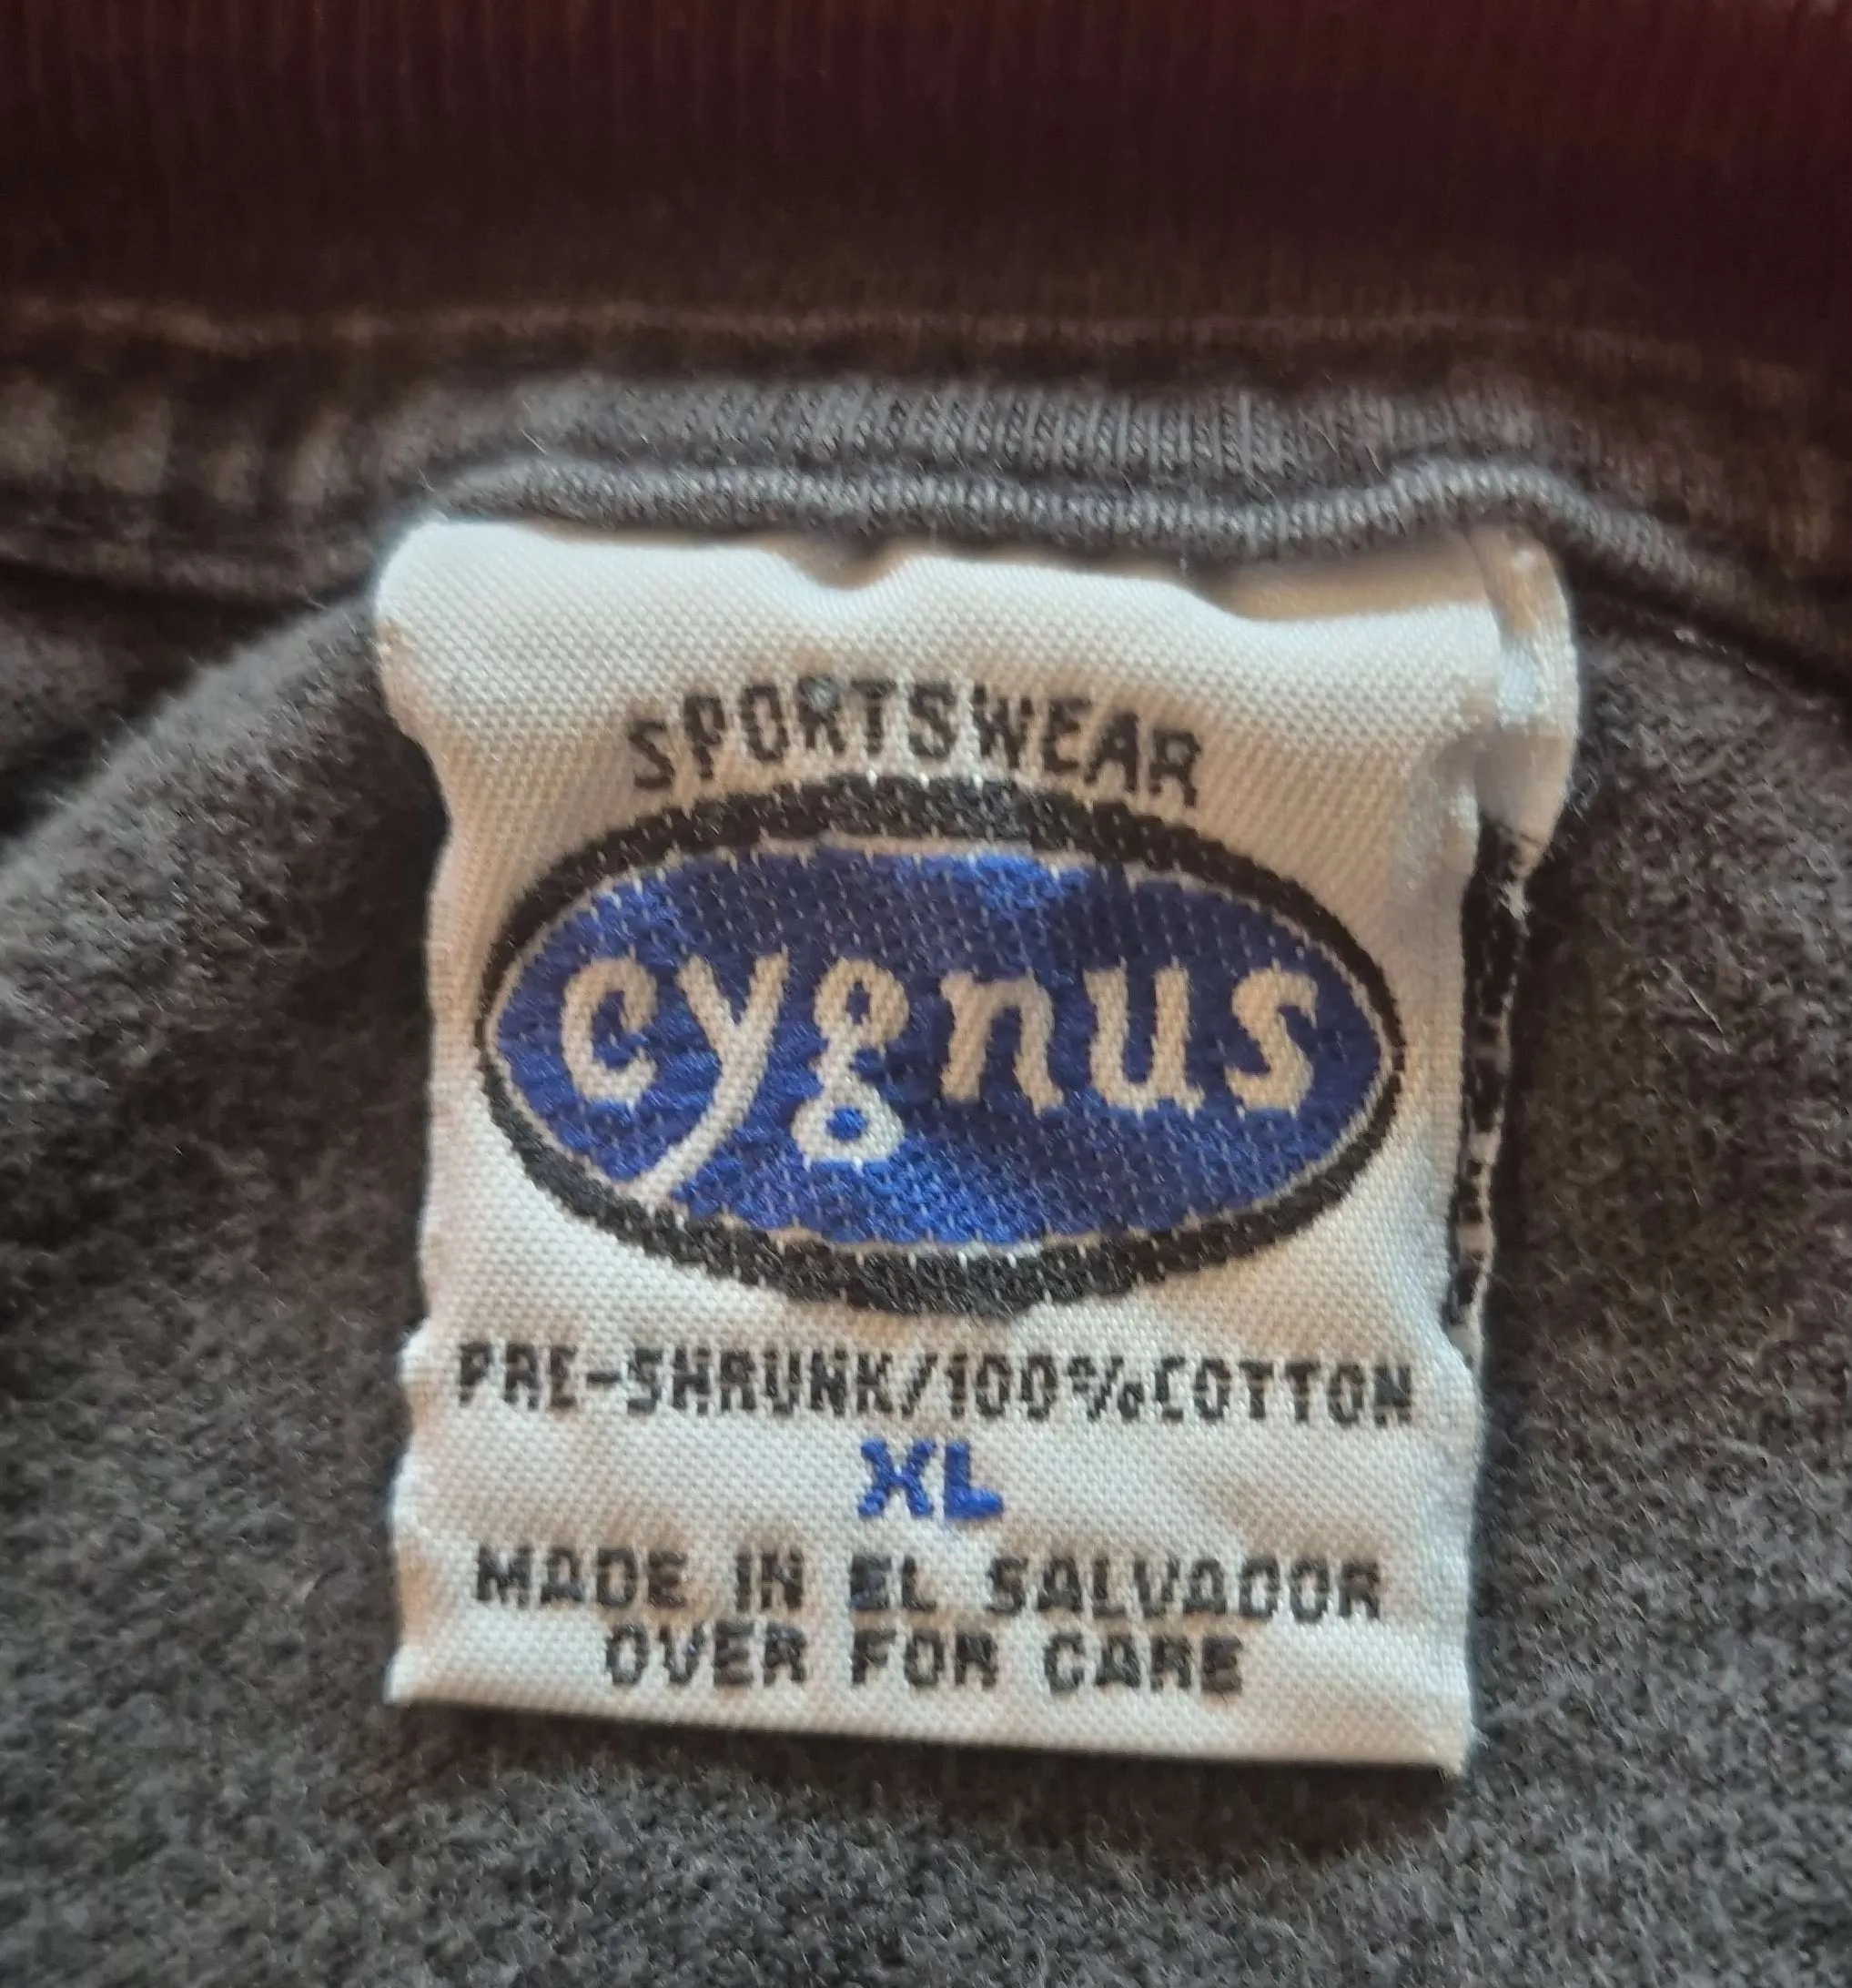 SPORTSWEAR
cygnus
PRE-SHRUNK/100%COTTON
XL
MADE IN EL SALVADOR
OVER FOR CARE